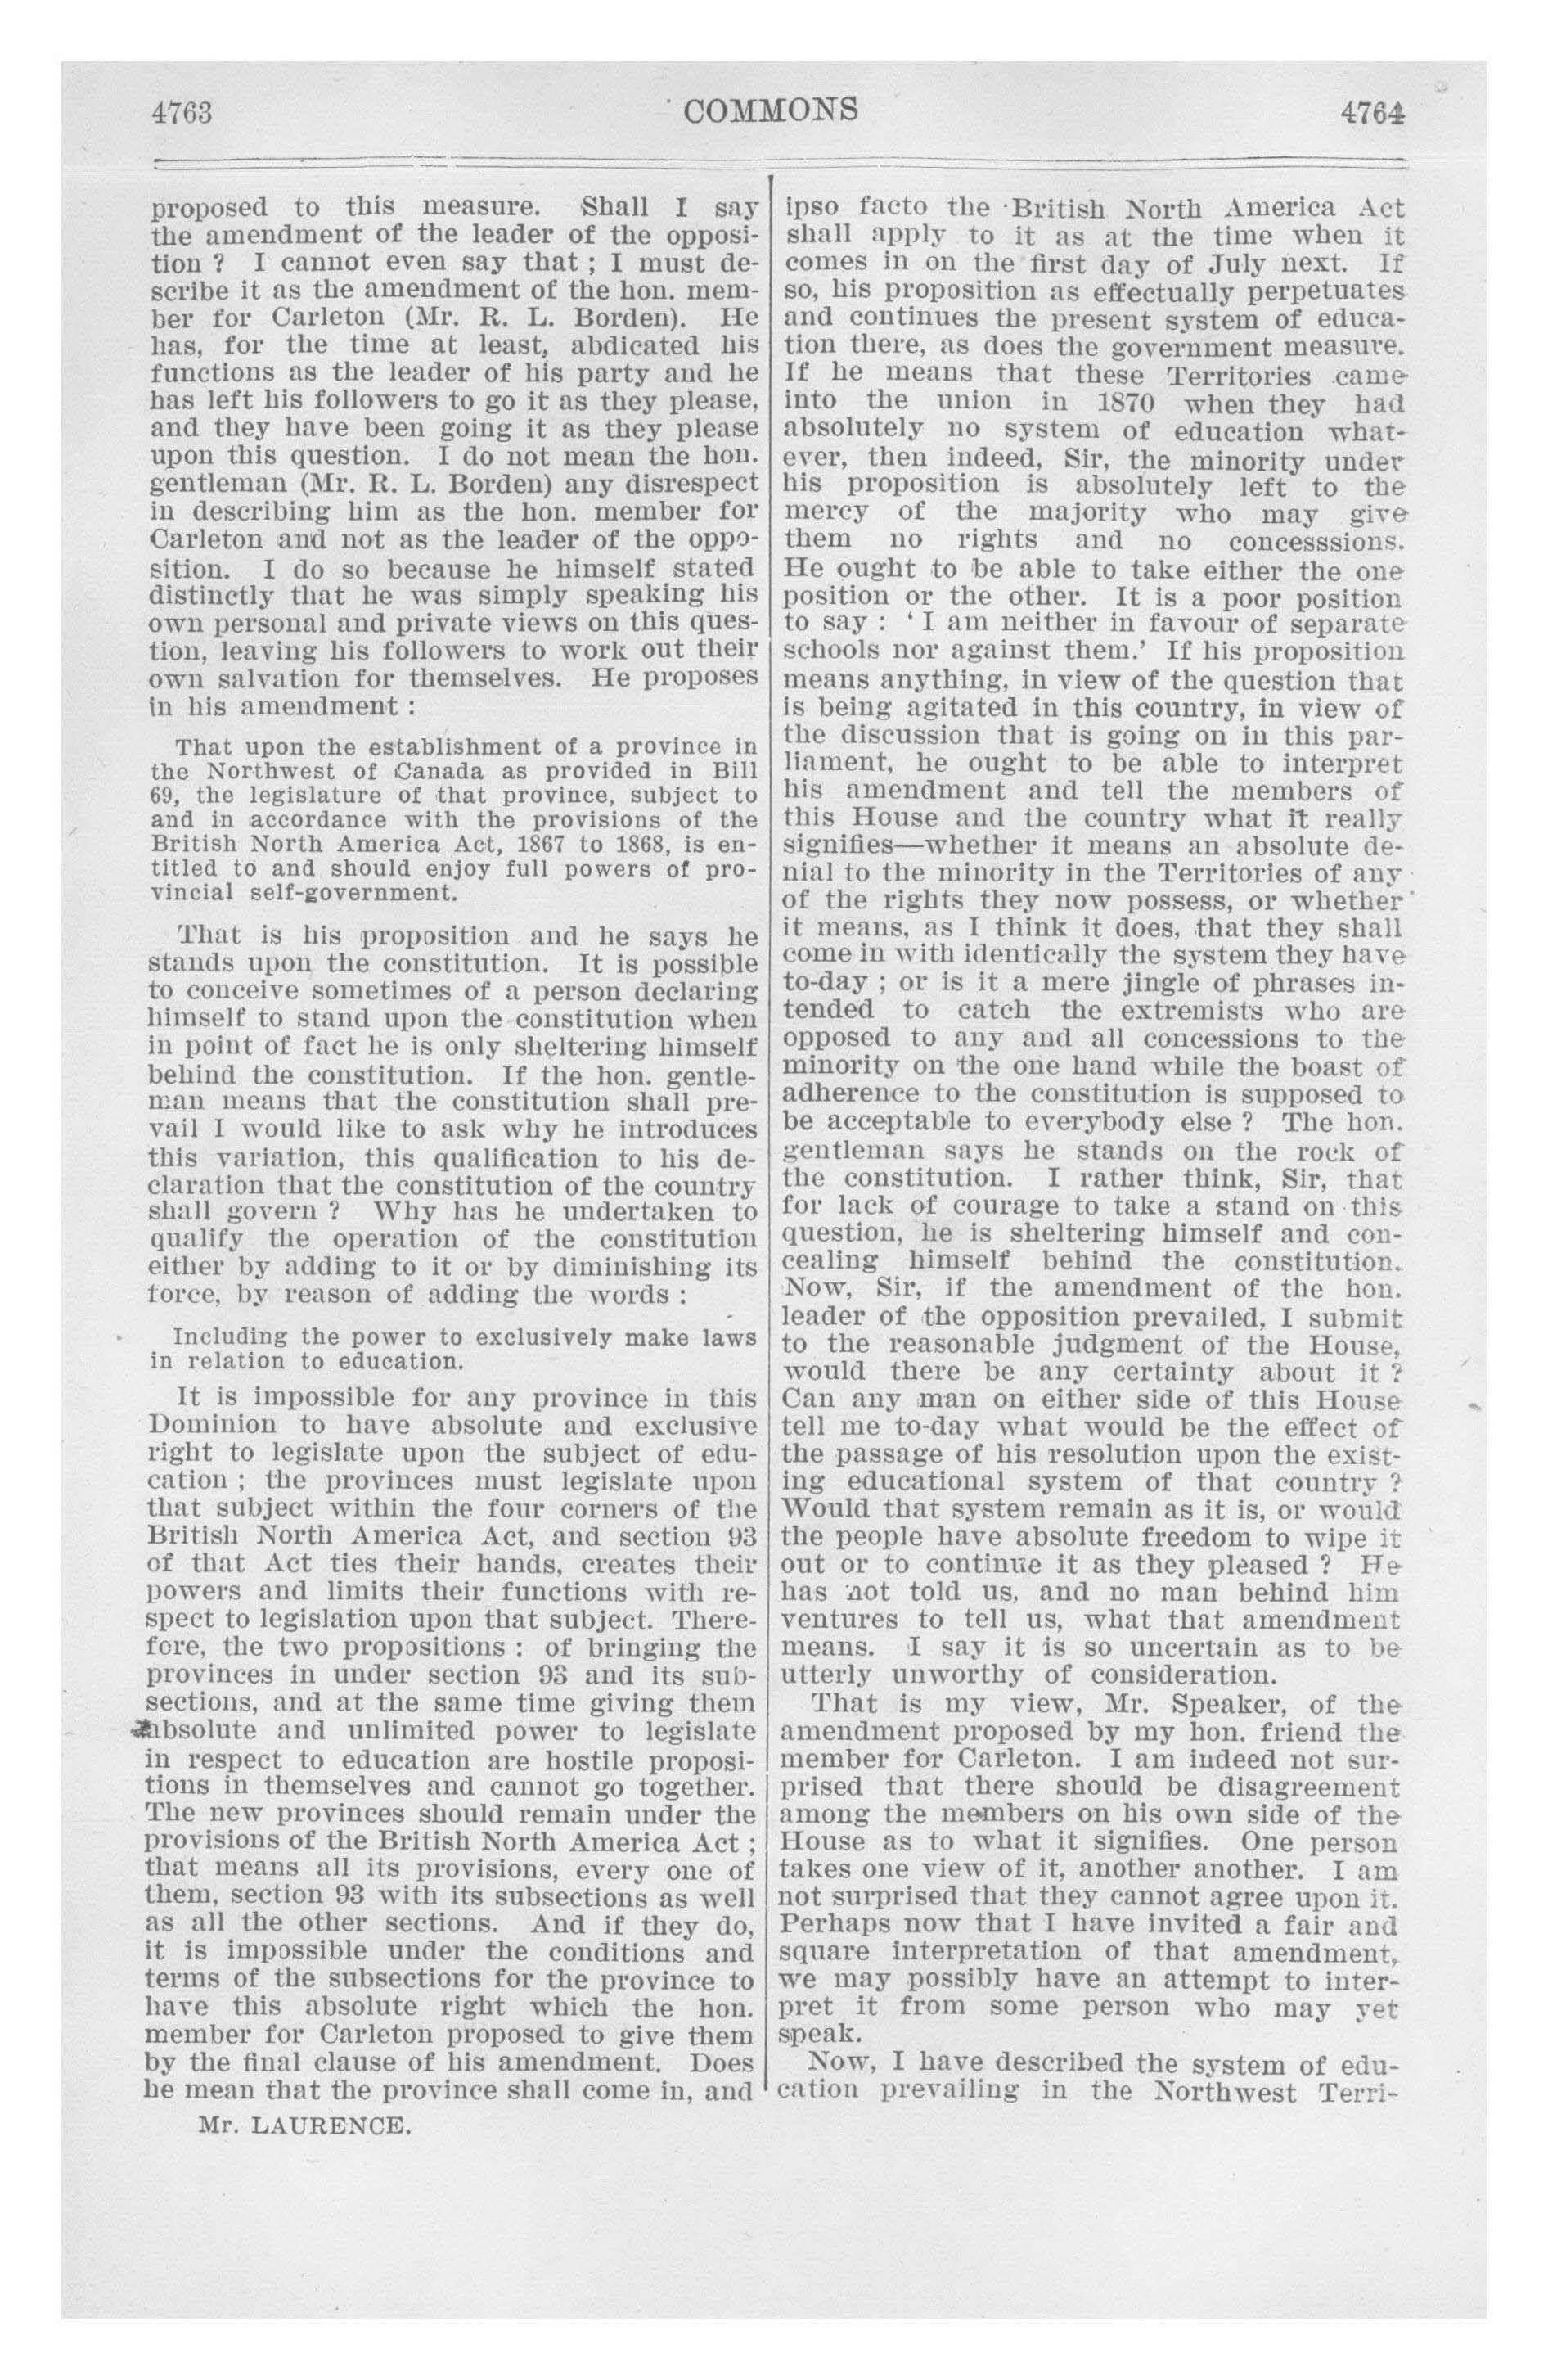 4763
COMMONS
4764
proposed to this measure. Shall I say
the amendment of the leader of the opposi-
tion ? I cannot even say that ; I must de-
scribe it as the amendment of the hon. mem-
ber for Carleton (Mr. R. L. Borden). He
has, for the time at least, abdicated his
functions as the leader of his party and he
has left his followers to go it as they please,
and they have been going it as they please
upon this question. I do not mean the hon.
gentleman (Mr. R. L. Borden) any disrespect
in describing him as the hon. member for
Carleton and not as the leader of the oppo-
sition. I do so because he himself stated
distinctly that he was simply speaking his
own personal and private views on this ques-
tion, leaving his followers to work out their
own salvation for themselves. He proposes
in his amendment :
That upon the establishment of a province in
the Northwest of Canada as provided in Bill
69, the legislature of that province, subject to
and in accordance with the provisions of the
British North America Act, 1867 to 1868, is en-
titled to and should enjoy full powers of pro-
vincial self-government.
That is his proposition and he says he
stands upon the constitution. It is possible
to conceive sometimes of a person declaring
himself to stand upon the constitution when
in point of fact he is only sheltering himself
behind the constitution. If the hon. gentle-
man means that the constitution shall pre-
vail I would like to ask why he introduces
this variation, this qualification to his de-
claration that the constitution of the country
shall govern ? Why has he undertaken to
qualify the operation of the constitution
either by adding to it or by diminishing its
force, by reason of adding the words :
Including the power to exclusively make laws
in relation to education.
It is impossible for any province in this
Dominion to have absolute and exclusive
right to legislate upon the subject of edu-
cation ; the provinces must legislate upon
that subject within the four corners of the
British North America Act, and section 93
of that Act ties their hands, creates their
powers and limits their functions with re-
spect to legislation upon that subject. There-
fore, the two propositions : of bringing the
provinces in under section 93 and its sub-
sections, and at the same time giving them
absolute and unlimited power to legislate
in respect to education are hostile proposi-
tions in themselves and cannot go together.
The new provinces should remain under the
provisions of the British North America Act ;
that means all its provisions, every one of
them, section 93 with its subsections as well
as all the other sections. And if they do,
it is impossible under the conditions and
terms of the subsections for the province to
have this absolute right which the hon.
member for Carleton proposed to give them
by the final clause of his amendment. Does
he mean that the province shall come in, and
Mr. LAURENCE.
ipso facto the British North America Act
shall apply to it as at the time when it
comes in on the first day of July next. If
so, his proposition as effectually perpetuates
and continues the present system of educa-
tion there, as does the government measure.
If he means that these Territories came
into the union in 1870 when they had
absolutely no system of education what-
ever, then indeed, Sir, the minority under
his proposition is absolutely left to the
mercy of the majority who may give
them no rights and no concesssions.
He ought to be able to take either the one
position or the other. It is a poor position
to say : ‘ I am neither in favour of separate
schools nor against them.’ If his proposition
means anything, in view of the question that
is being agitated in this country, in view of
the discussion that is going on in this par-
liament, he ought to be able to interpret
his amendment and tell the members of
this House and the country what it really
signifies—whether it means an absolute de-
nial to the minority in the Territories of any
of the rights they now possess, or whether
it means, as I think it does, that they shall
come in with identically the system they have
to-day ; or is it a mere jingle of phrases in-
tended to catch the extremists who are
opposed to any and all concessions to the
minority on the one hand while the boast of
adherence to the constitution is supposed to
be acceptable to everybody else ? The hon.
gentleman says he stands on the rock of
the constitution. I rather think, Sir, that
for lack of courage to take a stand on this
question, he is sheltering himself and con-
cealing himself behind the constitution.
Now, Sir, if the amendment of the hon.
leader of the opposition prevailed, I submit
to the reasonable judgment of the House,
would there be any certainty about it ?
Can any man on either side of this House
tell me to-day what would be the effect of
the passage of his resolution upon the exist-
ing educational system of that country ?
Would that system remain as it is, or would
the people have absolute freedom to wipe it
out or to continue it as they pleased ? He
has not told us, and no man behind him
ventures to tell us, what that amendment
means. I say it is so uncertain as to be
utterly unworthy of consideration.
That is my view, Mr. Speaker, of the
amendment proposed by my hon. friend the
member for Carleton. I am indeed not sur-
prised that there should be disagreement
among the members on his own side of the
House as to what it signifies. One person
takes one view of it, another another. I am
not surprised that they cannot agree upon it.
Perhaps now that I have invited a fair and
square interpretation of that amendment,
we may possibly have an attempt to inter-
pret it from some person who may yet
speak.
Now, I have described the system of edu-
cation prevailing in the Northwest Terri-